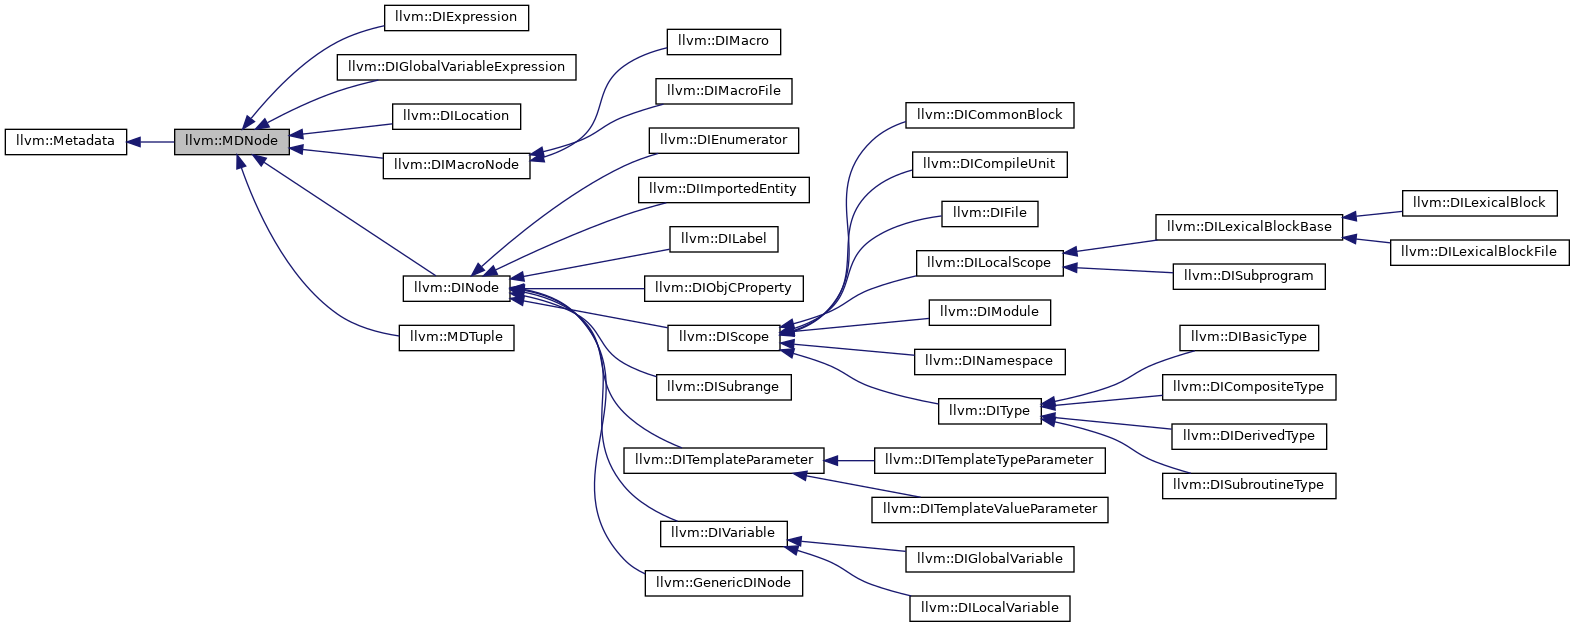 llvm::DIExpression
llvm::DIMacro
llvm::DIGlobalVariableExpression
llvm::DIMacroFile
llvm::DILocation
llvm::DICommonBlock
llvm::Metadata
llvm::MDNode
llvm::DIEnumerator
llvm::DIMacroNode
llvm::DICompileUnit
llvm::DIImportedEntity
llvm::DILexicalBlock
llvm::DIFile
llvm::DILexicalBlockBase
llvm::DILabel
llvm::DILexicalBlockFile
llvm::DILocalScope
llvm::DISubprogram
llvm::DINode
llvm::DIObjCProperty
llvm::DIModule
llvm::MDTuple
llvm::DIScope
llvm::DIBasicType
llvm::DINamespace
llvm::DISubrange
llvm::DICompositeType
llvm::DIType
llvm::DIDerivedType
llvm::DITemplateParameter
llvm::DITemplateTypeParameter
llvm::DISubroutineType
llvm::DITemplateValueParameter
llvm::DIVariable
llvm::DIGlobalVariable
llvm::GenericDINode
llvm::DILocalVariable